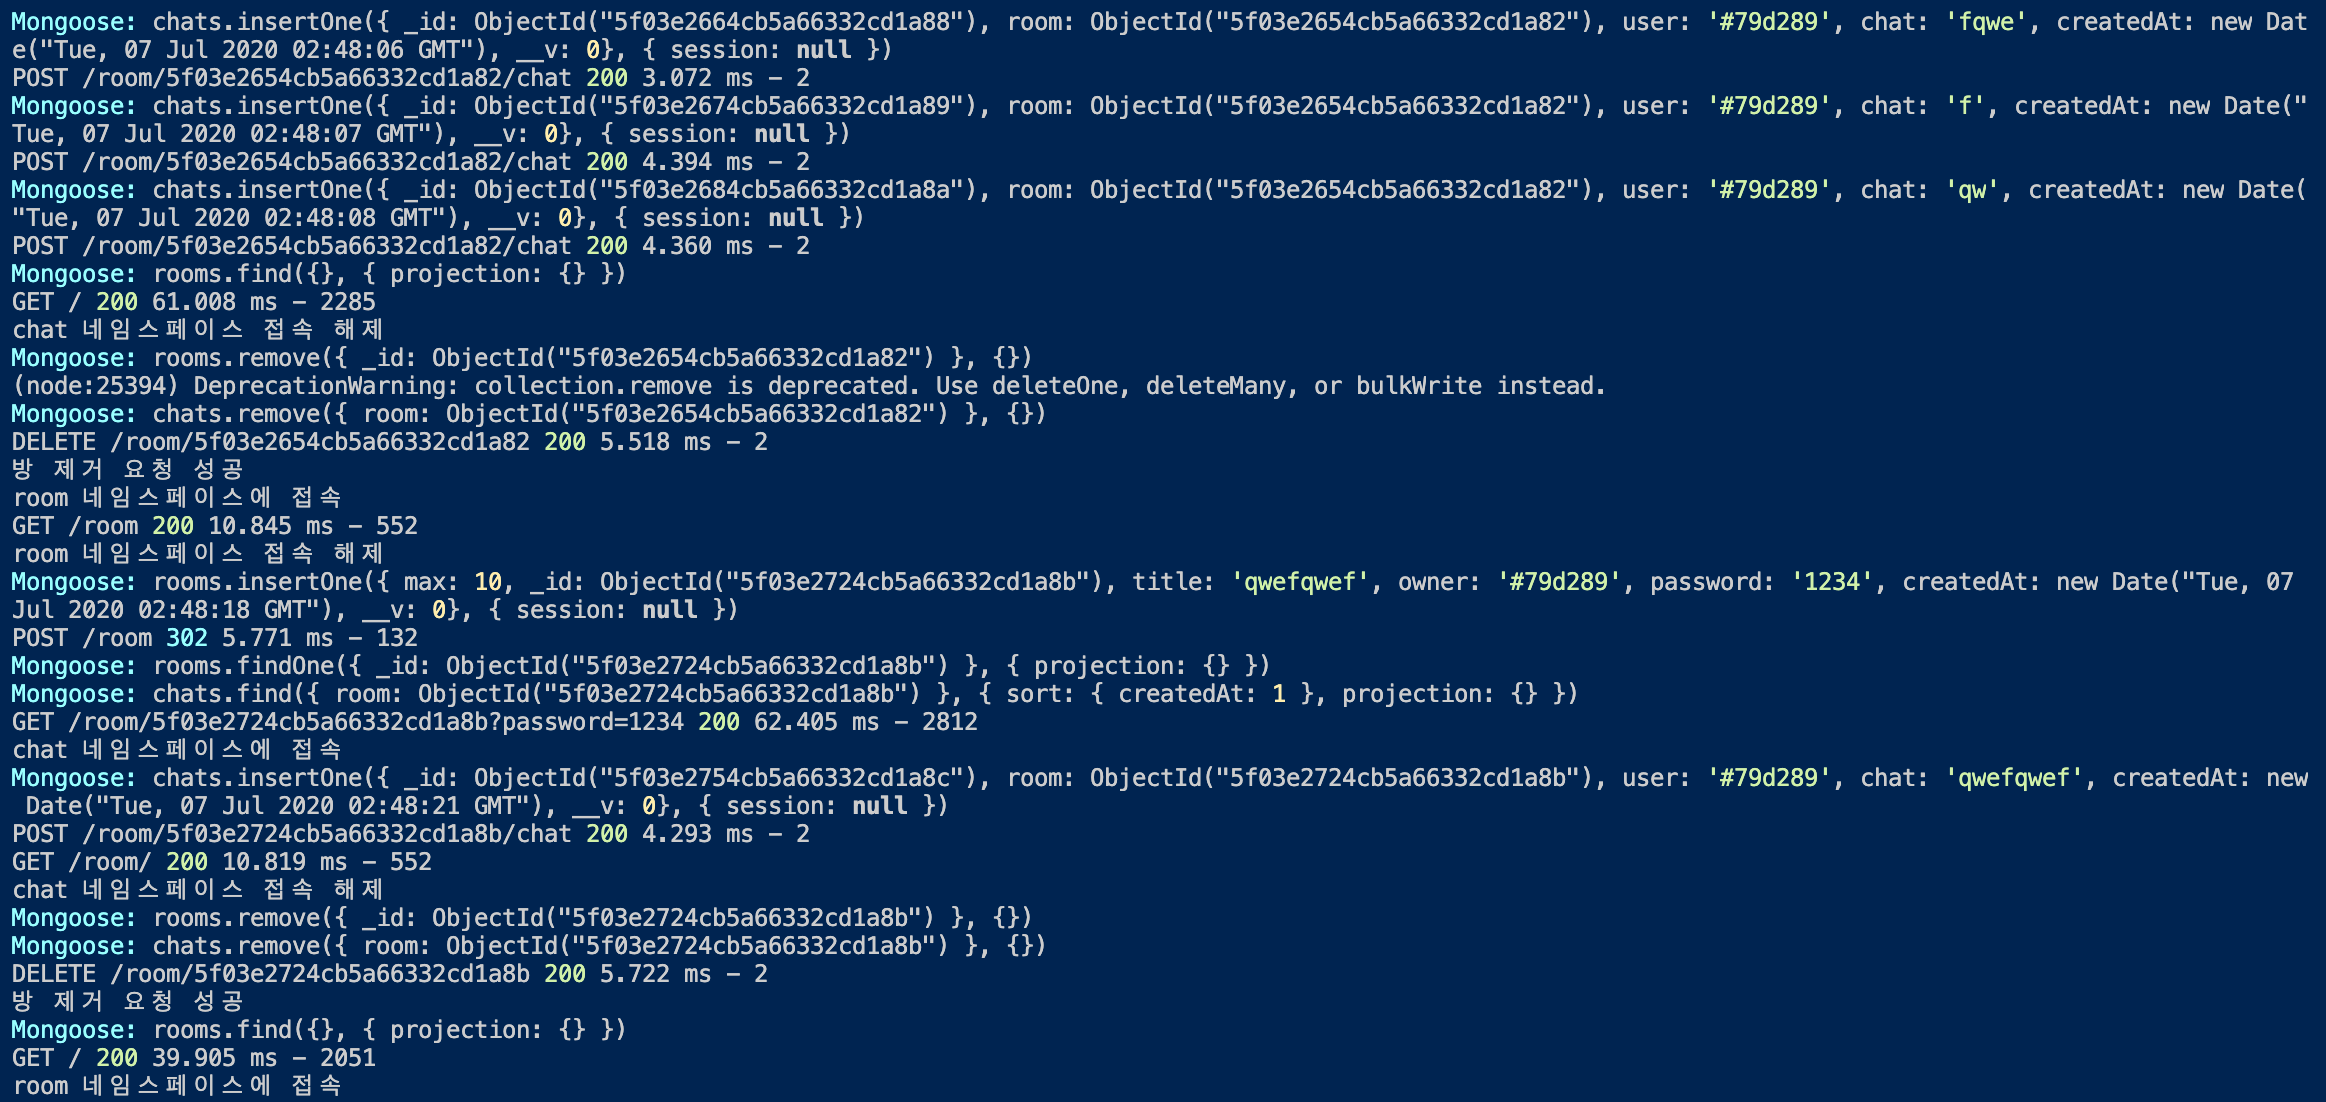 Mongoose: chats.insertOne({ _id: ObjectId("5f03e2664cb5a66332cd1a88"), room: ObjectId("5f03e2654cb5a66332cd1a82"), user: '#79d289', chat: 'fqwe', createdAt: new Dat
e("Tue, 07 Jul 2020 02:48:06 GMT"), __v: 0}, { session: null })
POST /room/5f03e2654cb5a66332cd1a82/chat 200 3.072 ms - 2
Mongoose: chats.insertOne({ _id: ObjectId("5f03e2674cb5a66332cd1a89"), room: ObjectId("5f03e2654cb5a66332cd1a82"), user: '#79d289', chat: 'f', createdAt: new Date("
Tue, 07 Jul 2020 02:48:07 GMT"), __v: 0}, { session: null })
POST /room/5f03e2654cb5a66332cd1a82/chat 200 4.394 ms - 2
Mongoose: chats.insertOne({ _id: ObjectId("5f03e2684cb5a66332cd1a8a"), room: ObjectId("5f03e2654cb5a66332cd1a82"), user: '#79d289', chat: 'qw', createdAt: new Date(
"Tue, 07 Jul 2020 02:48:08 GMT"), __v: 0}, { session: null })
POST /room/5f03e2654cb5a66332cd1a82/chat 200 4.360 ms - 2
Mongoose: rooms.find({}, { projection: {} })
GET / 200 61.008 ms - 2285
chat 네임스페이스 접속 해제
Mongoose: rooms.remove({ _id: ObjectId("5f03e2654cb5a66332cd1a82") }, {})
(node:25394) DeprecationWarning: collection.remove is deprecated. Use deleteOne, deleteMany, or bulkWrite instead.
Mongoose: chats.remove({ room: ObjectId("5f03e2654cb5a66332cd1a82") }, {})
DELETE /room/5f03e2654cb5a66332cd1a82 200 5.518 ms - 2
방 제거 요청 성공
room 네임스페이스에 접속
GET /room 200 10.845 ms - 552
room 네임스페이스 접속 해제
Mongoose: rooms.insertOne({ max: 10, _id: ObjectId("5f03e2724cb5a66332cd1a8b"), title: 'qwefqwef', owner: '#79d289', password: '1234', createdAt: new Date("Tue, 07
Jul 2020 02:48:18 GMT"), __v: 0}, { session: null })
POST /room 302 5.771 ms - 132
Mongoose: rooms.findOne({ _id: ObjectId("5f03e2724cb5a66332cd1a8b") }, { projection: {} })
Mongoose: chats.find({ room: ObjectId("5f03e2724cb5a66332cd1a8b") }, { sort: { createdAt: 1 }, projection: {} })
GET /room/5f03e2724cb5a66332cd1a8b?password=1234 200 62.405 ms - 2812
chat 네임스페이스에 접속
Mongoose: chats.insertOne({ _id: ObjectId("5f03e2754cb5a66332cd1a8c"), room: ObjectId("5f03e2724cb5a66332cd1a8b"), user: '#79d289', chat: 'qwefqwef', createdAt: new
 Date("Tue, 07 Jul 2020 02:48:21 GMT"), __v: 0}, { session: null })
POST /room/5f03e2724cb5a66332cd1a8b/chat 200 4.293 ms - 2
GET /room/ 200 10.819 ms - 552
chat 네임스페이스 접속 해제
Mongoose: rooms.remove({ _id: ObjectId("5f03e2724cb5a66332cd1a8b") }, {})
Mongoose: chats.remove({ room: ObjectId("5f03e2724cb5a66332cd1a8b") }, {})
DELETE /room/5f03e2724cb5a66332cd1a8b 200 5.722 ms - 2
방 제거 요청 성공
Mongoose: rooms.find({}, { projection: {} })
GET / 200 39.905 ms - 2051
room 네임스페이스에 접속